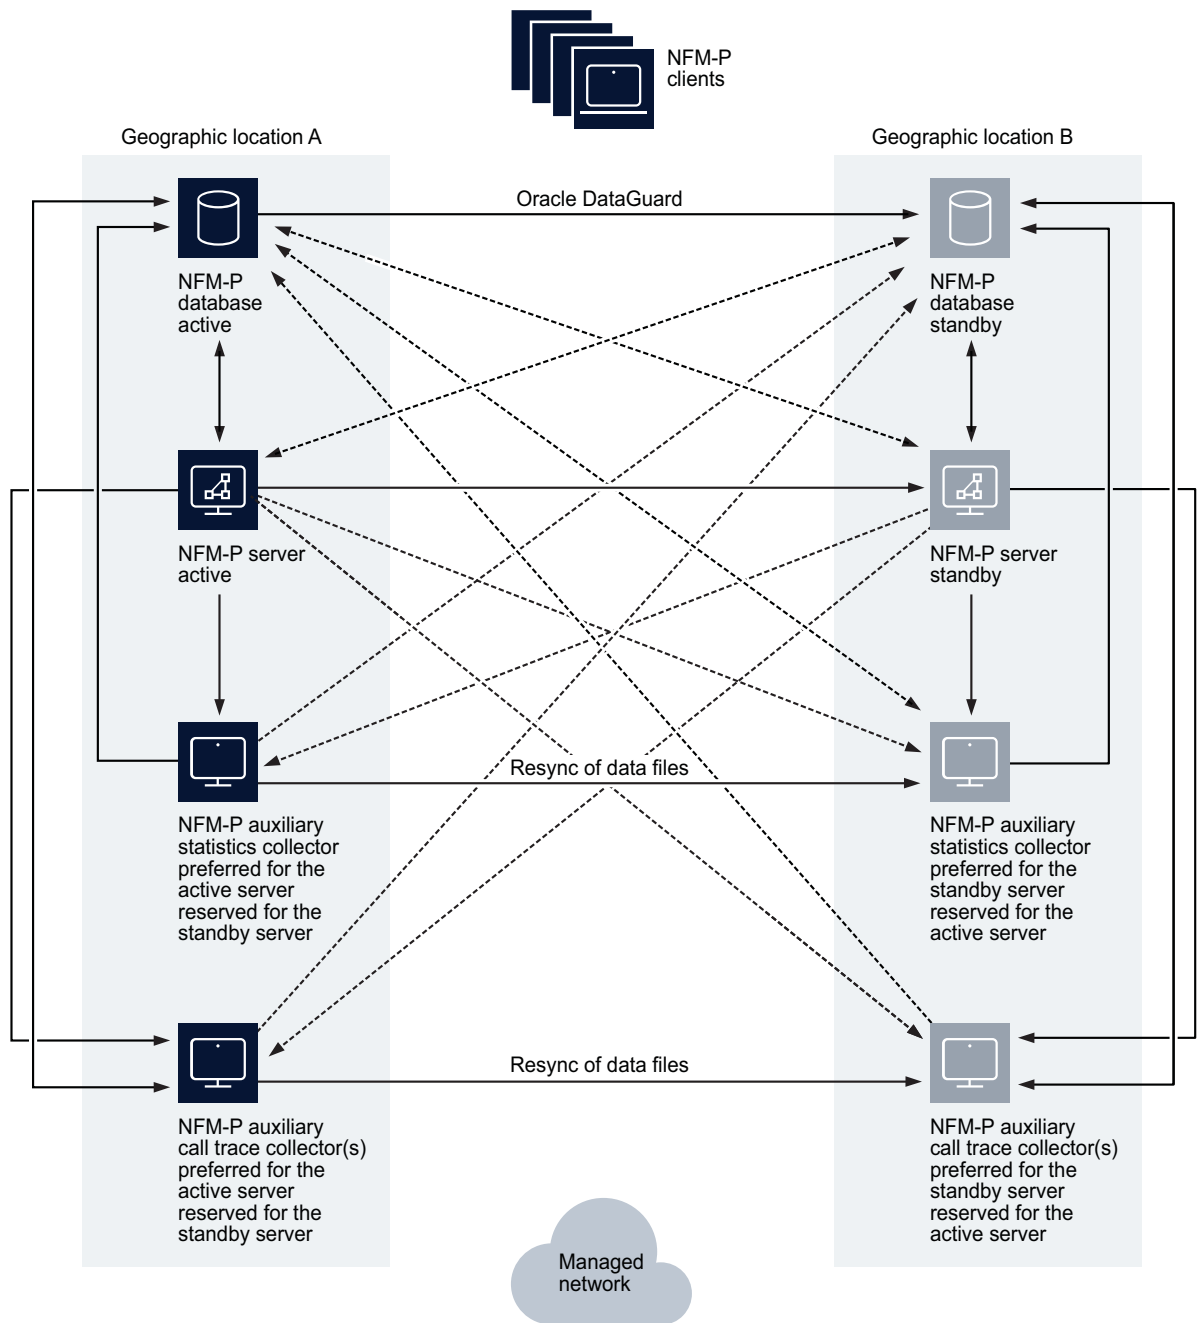 NFM-P
clients
Geographic location A
Geographic location B
Oracle DataGuard
NFM-P
database
active
NFM-P
database
standby
NFM-P server
active
NFM-P server
standby
Resync of data files
NFM-P auxiliary
statistics collector
preferred for the
active server
reserved for the
standby server
NFM-P auxiliary
statistics collector
preferred for the
standby server
reserved for the
active server
Resync of data files
NFM-P auxiliary
call trace collector(s)
preferred for the
active server
reserved for the
standby server
NFM-P auxiliary
call trace collector(s)
preferred for the
standby server
reserved for the
active server
Managed
network